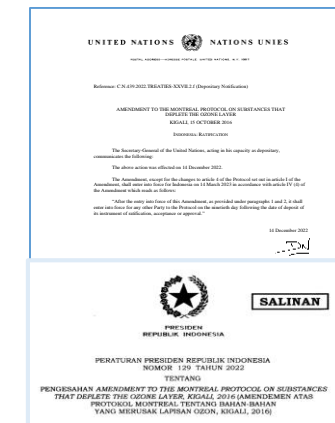 UNITED NATIONS NATIONS UNIES
POSTAL ADDRESS—ADRESSE POSTALE: UNITED NATIONS, N.Y. 10017
Reference: C.N.459.2022.TREATIES-XXVII.2.f (Depositary Notification)
AMENDMENT TO THE MONTREAL PROTOCOL ON SUBSTANCES THAT
DEPLETE THE OZONE LAYER
KIGALI, 15 OCTOBER 2016
INDONESIA: RATIFICATION
The Secretary-General of the United Nations, acting in his capacity as depositary,
communicates the following:
The above action was effected on 14 December 2022.
The Amendment, except for the changes to article 4 of the Protocol set out in article I of the
Amendment, shall enter into force for Indonesia on 14 March 2023 in accordance with article IV (4) of
the Amendment which reads as follows:
"After the entry into force of this Amendment, as provided under paragraphs 1 and 2, it shall
enter into force for any other Party to the Protocol on the ninetieth day following the date of deposit of
its instrument of ratification, acceptance or approval."
14 December 2022
SALINAN
PRESIDEN
REPUBLIK INDONESIA
PERATURAN PRESIDEN REPUBLIK INDONESIA
NOMOR 129 TAHUN 2022
TENTANG
PENGESAHAN AMENDMENT TO THE MONTREAL PROTOCOL ON SUBSTANCES
THAT DEPLETE THE OZONE LAYER, KIGALI, 2016 (AMENDEMEN ATAS
PROTOKOL MONTREAL TENTANG BAHAN-BAHAN
YANG MERUSAK LAPISAN OZON, KIGALI, 2016)